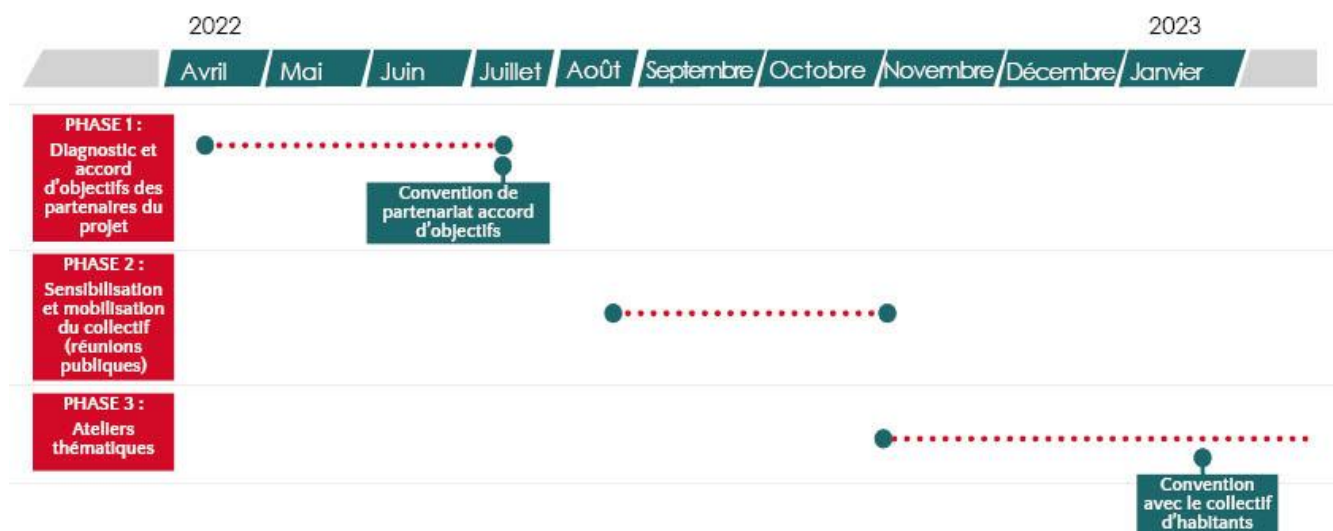 2022
2023
Avril
Mai
Juin
Juillet
Août
Septembre
Octobre
Novembre
Décembre
Janvier
PHASE 1 :
Diagnostic et
accord
d'objectifs des
partenaires du
projet
Convention de
partenariat accord
d'objectifs
PHASE 2 :
Sensibilisation
et mobilisation
du collectif
(réunions
publiques)
PHASE 3 :
Ateliers
thématiques
Convention
avec le collectif
d'habitants